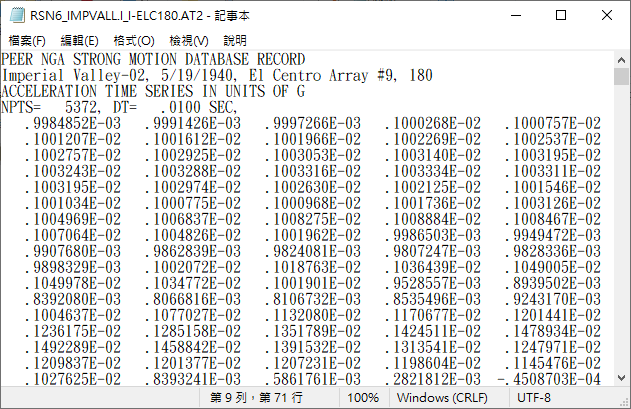 RSN6_IMPVALL.I_I-ELC180.AT2 - 記事本
檔案(F) 編輯(E) 格式(O) 檢視(V) 說明
PEER NGA STRONG MOTION DATABASE RECORD
Imperial Valley-02, 5/19/1940, El Centro Array #9, 180
ACCELERATION TIME SERIES IN UNITS OF G
NPTS=   5372, DT=   .0100 SEC,
.9984852E-03   .9991426E-03   .9997266E-03   .1000268E-02   .1000757E-02
.1001207E-02   .1001612E-02   .1001966E-02   .1002269E-02   .1002537E-02
.1002757E-02   .1002925E-02   .1003053E-02   .1003140E-02   .1003195E-02
.1003243E-02   .1003288E-02   .1003316E-02   .1003334E-02   .1003311E-02
.1003195E-02   .1002974E-02   .1002630E-02   .1002125E-02   .1001546E-02
.1001034E-02   .1000775E-02   .1000968E-02   .1001736E-02   .1003126E-02
.1004969E-02   .1006837E-02   .1008275E-02   .1008884E-02   .1008467E-02
.1007064E-02   .1004826E-02   .1001962E-02   .9986503E-03   .9949472E-03
.9907680E-03   .9862839E-03   .9824081E-03   .9807247E-03   .9828336E-03
.9898329E-03   .1002072E-02   .1018763E-02   .1036439E-02   .1049005E-02
.1049978E-02   .1034772E-02   .1001901E-02   .9528557E-03   .8939502E-03
.8392080E-03   .8066816E-03   .8106732E-03   .8535496E-03   .9243170E-03
.1004637E-02   .1077027E-02   .1132080E-02   .1170677E-02   .1201441E-02
.1236175E-02   .1285158E-02   .1351789E-02   .1424511E-02   .1478934E-02
.1492289E-02   .1458842E-02   .1391532E-02   .1313541E-02   .1247971E-02
.1209837E-02   .1201377E-02   .1207231E-02   .1198604E-02   .1145476E-02
.1027625E-02   .8393241E-03   .5861761E-03   .2821812E-03   -.4508703E-04
第 9 列，第 71 行 100% Windows (CRLF) UTF-8